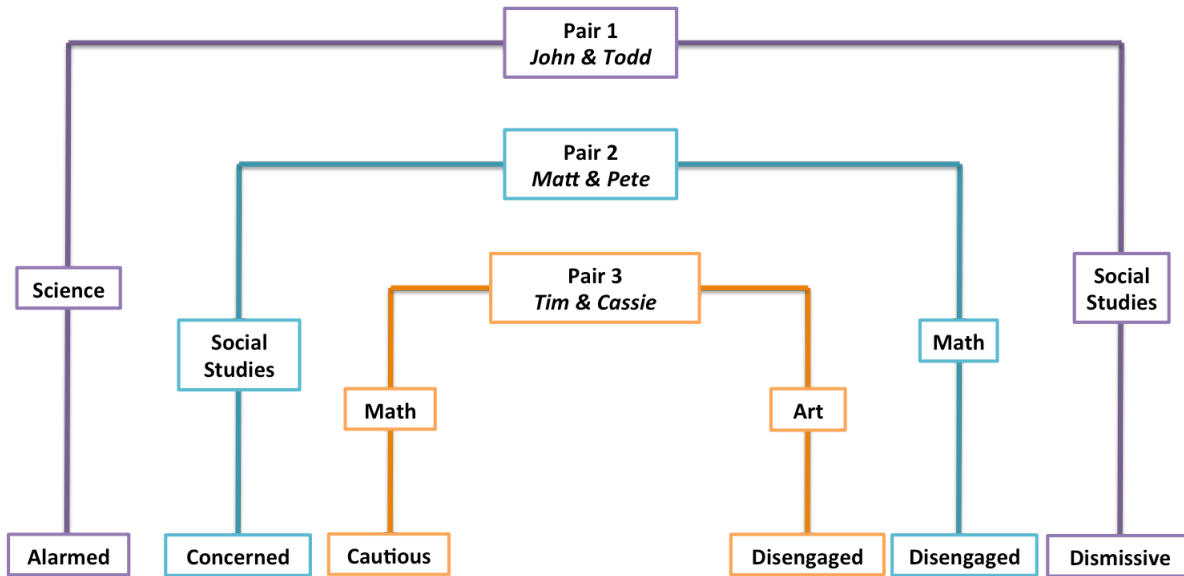 Pair 1
John & Todd
Pair 2
Matt & Pete
Pair 3
Tim & Cassie
Science
Social
Studies
Social
Studies
Math
Math
Art
Alarmed
Concerned
Cautious
Disengaged
Disengaged
Dismissive